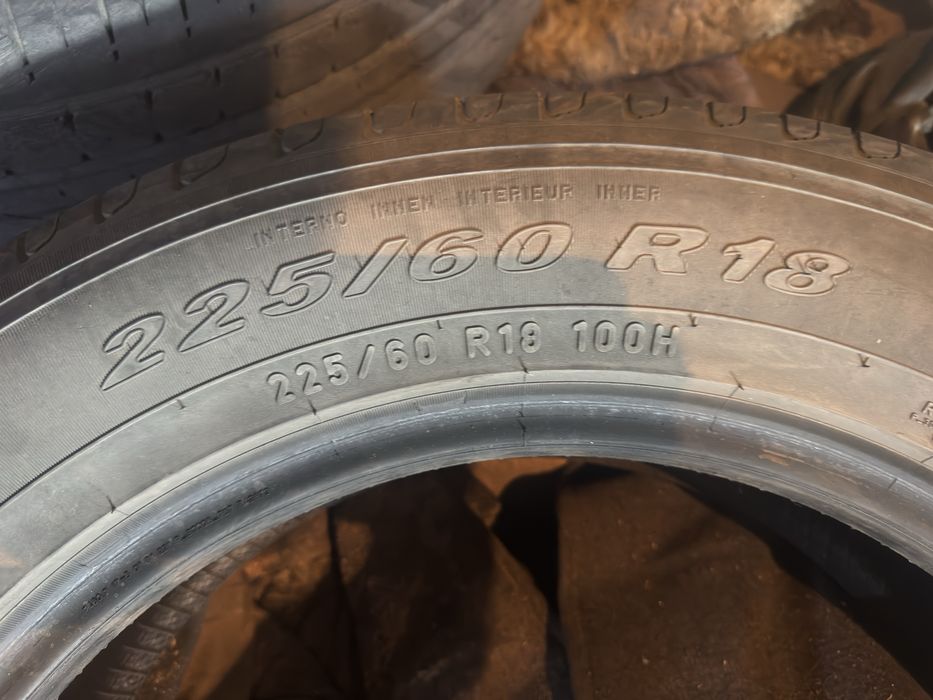 INTERNO INNEN INTERIEUR INNER
225/60 R18
225/60 R18 100H